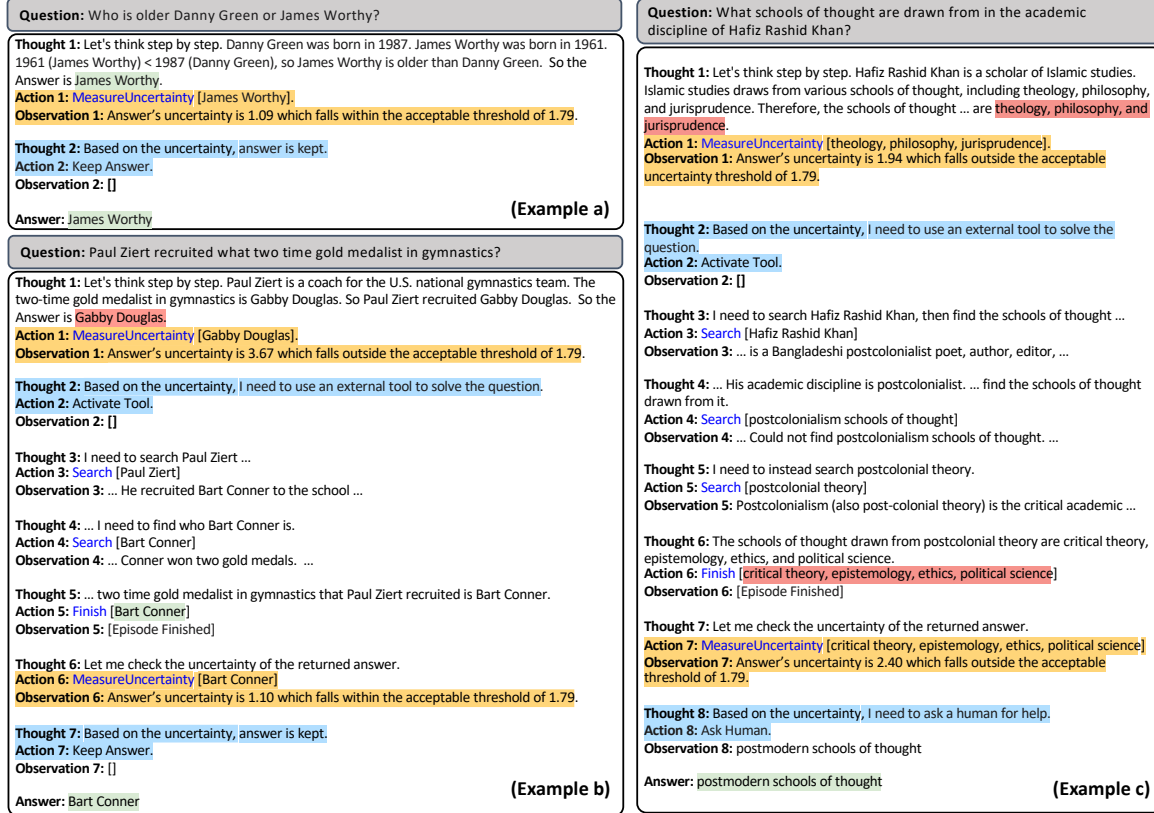 Question: Who is older Danny Green or James Worthy?
Thought 1: Let's think step by step. Danny Green was born in 1987. James Worthy was born in 1961.
1961 (James Worthy) < 1987 (Danny Green), so James Worthy is older than Danny Green. So the
Answer is James Worthy.
Action 1: MeasureUncertainty [James Worthy].
Observation 1: Answer's uncertainty is 1.09 which falls within the acceptable threshold of 1.79.
Thought 2: Based on the uncertainty, answer is kept.
Action 2: Keep Answer.
Observation 2: []
Answer: James Worthy
(Example a)
Question: Paul Ziert recruited what two time gold medalist in gymnastics?
Thought 1: Let's think step by step. Paul Ziert is a coach for the U.S. national gymnastics team. The
two-time gold medalist in gymnastics is Gabby Douglas. So Paul Ziert recruited Gabby Douglas. So the
Answer is Gabby Douglas.
Action 1: MeasureUncertainty [Gabby Douglas].
Observation 1: Answer's uncertainty is 3.67 which falls outside the acceptable threshold of 1.79.
Thought 2: Based on the uncertainty, I need to use an external tool to solve the question.
Action 2: Activate Tool.
Observation 2: []
Thought 3: I need to search Paul Ziert ...
Action 3: Search [Paul Ziert]
Observation 3: ... He recruited Bart Conner to the school ...
Thought 4: ... I need to find who Bart Conner is.
Action 4: Search [Bart Conner]
Observation 4: ... Conner won two gold medals. ...
Thought 5: ... two time gold medalist in gymnastics that Paul Ziert recruited is Bart Conner.
Action 5: Finish [Bart Conner]
Observation 5: [Episode Finished]
Thought 6: Let me check the uncertainty of the returned answer.
Action 6: MeasureUncertainty [Bart Conner]
Observation 6: Answer's uncertainty is 1.10 which falls within the acceptable threshold of 1.79.
Thought 7: Based on the uncertainty, answer is kept.
Action 7: Keep Answer.
Observation 7: []
Answer: Bart Conner
(Example b)
Question: What schools of thought are drawn from in the academic
discipline of Hafiz Rashid Khan?
Thought 1: Let's think step by step. Hafiz Rashid Khan is a scholar of Islamic studies.
Islamic studies draws from various schools of thought, including theology, philosophy,
and jurisprudence. Therefore, the schools of thought ... are theology, philosophy, and
jurisprudence.
Action 1: MeasureUncertainty [theology, philosophy, jurisprudence].
Observation 1: Answer's uncertainty is 1.94 which falls outside the acceptable
uncertainty threshold of 1.79.
Thought 2: Based on the uncertainty, I need to use an external tool to solve the
question.
Action 2: Activate Tool.
Observation 2: []
Thought 3: I need to search Hafiz Rashid Khan, then find the schools of thought ...
Action 3: Search [Hafiz Rashid Khan]
Observation 3: ... is a Bangladeshi postcolonialist poet, author, editor, ...
Thought 4: ... His academic discipline is postcolonialist. ... find the schools of thought
drawn from it.
Action 4: Search [postcolonialism schools of thought]
Observation 4: ... Could not find postcolonialism schools of thought. ...
Thought 5: I need to instead search postcolonial theory.
Action 5: Search [postcolonial theory]
Observation 5: Postcolonialism (also post-colonial theory) is the critical academic ...
Thought 6: The schools of thought drawn from postcolonial theory are critical theory,
epistemology, ethics, and political science.
Action 6: Finish [critical theory, epistemology, ethics, political science]
Observation 6: [Episode Finished]
Thought 7: Let me check the uncertainty of the returned answer.
Action 7: MeasureUncertainty [critical theory, epistemology, ethics, political science]
Observation 7: Answer's uncertainty is 2.40 which falls outside the acceptable
threshold of 1.79.
Thought 8: Based on the uncertainty, I need to ask a human for help.
Action 8: Ask Human.
Observation 8: postmodern schools of thought
Answer: postmodern schools of thought
(Example c)